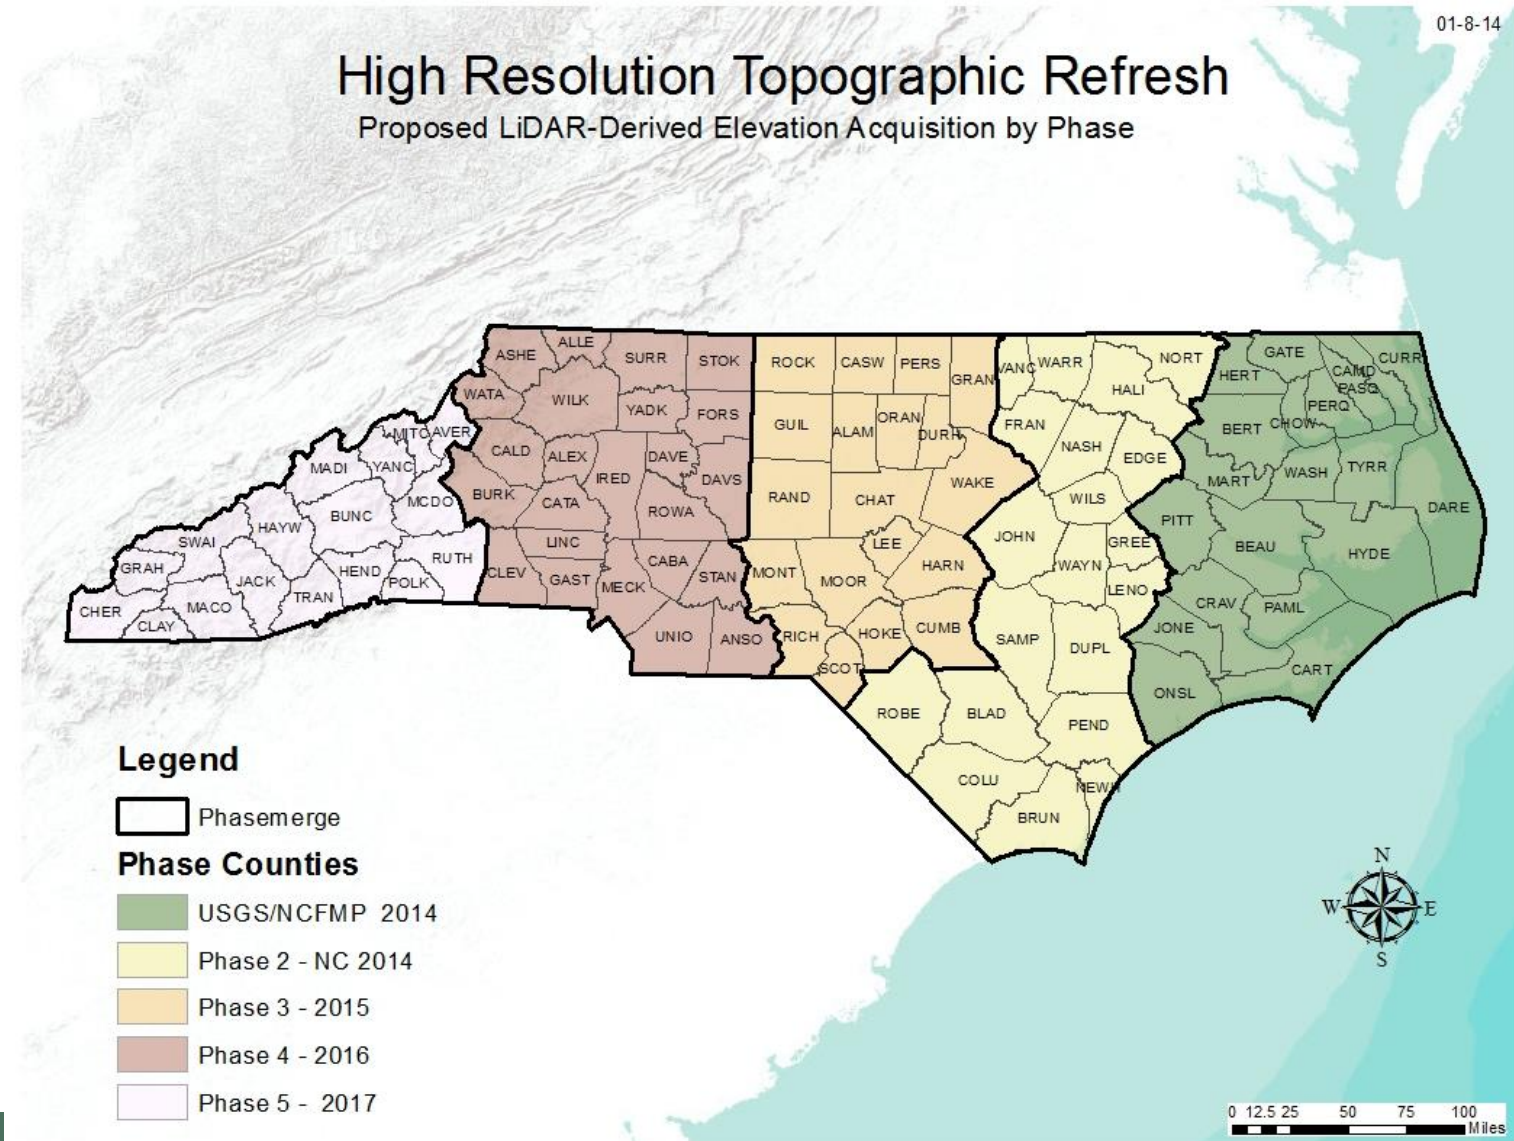 01-8-14
High Resolution Topographic Refresh
Proposed LiDAR-Derived Elevation Acquisition by Phase
ASHE
ALLE
SURR
STOK
ROCK
CASW
PERS
GRAN
VANC
WARR
NORT
HERT
GATE
CAMD
CURR
PASQ
WATA
WILK
YADK
FORS
GUIL
ALAM
ORAN
DURH
FRAN
HALI
BERT
CHOW
PERQ
MITC
AVER
CALD
ALEX
IRED
DAVE
DAVS
NASH
EDGE
MART
WASH
TYRR
DARE
MADI
YANC
MCDO
BURK
CATA
ROWA
RAND
CHAT
WAKE
WILS
PITT
BEAU
HYDE
SWAI
HAYW
BUNC
RUTH
LINC
CABA
STAN
MONT
MOOR
LEE
HARN
JOHN
WAYN
GREE
LENO
GRAH
JACK
HEND
POLK
CLEV
GAST
MECK
CRAV
PAML
CHER
CLAY
MACO
TRAN
UNIO
ANSO
RICH
SCOT
HOKE
CUMB
SAMP
DUPL
JONE
CART
ONSL
ROBE
BLAD
PEND
COLU
BRUN
NEWH
Legend
Phasemerge
Phase Counties
USGS/NCFMP 2014
Phase 2 - NC 2014
Phase 3 - 2015
Phase 4 - 2016
Phase 5 - 2017
N
W
E
S
0 12.5 25 50 75 100
Miles